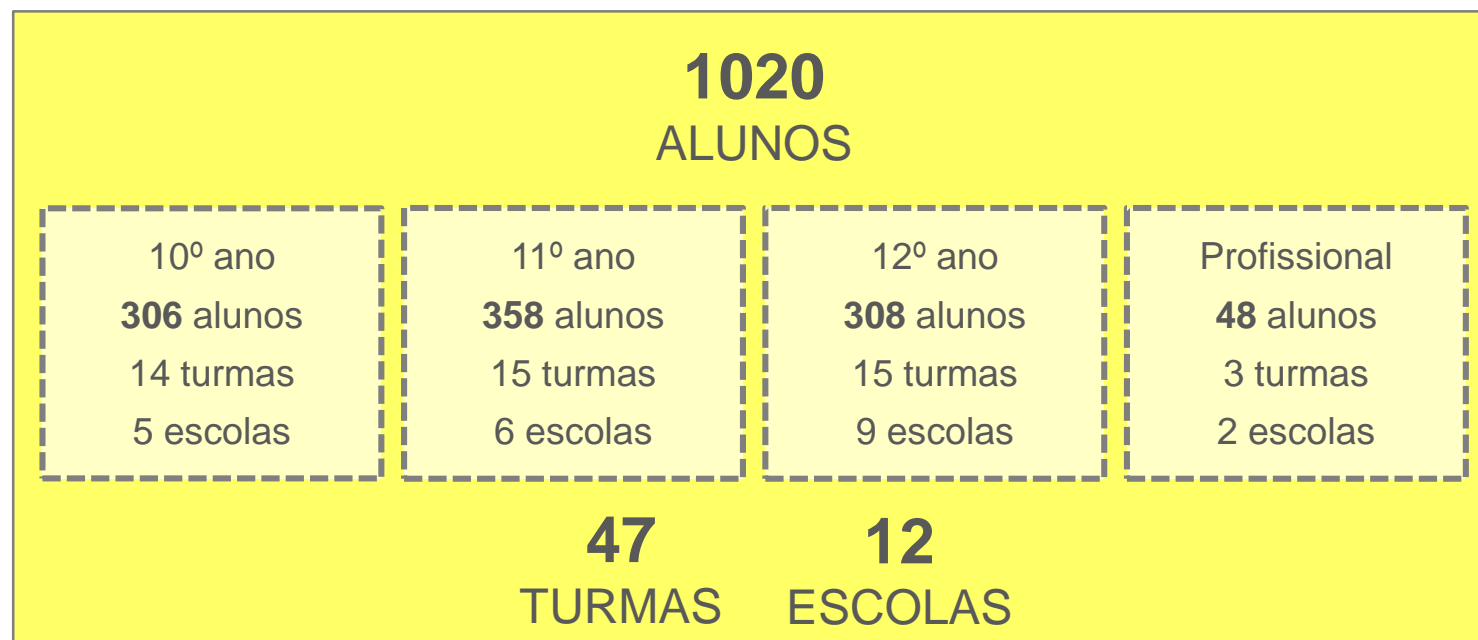 1020
ALUNOS
10º ano
306 alunos
14 turmas
5 escolas
11º ano
358 alunos
15 turmas
6 escolas
12º ano
308 alunos
15 turmas
9 escolas
Profissional
48 alunos
3 turmas
2 escolas
47
TURMAS
12
ESCOLAS